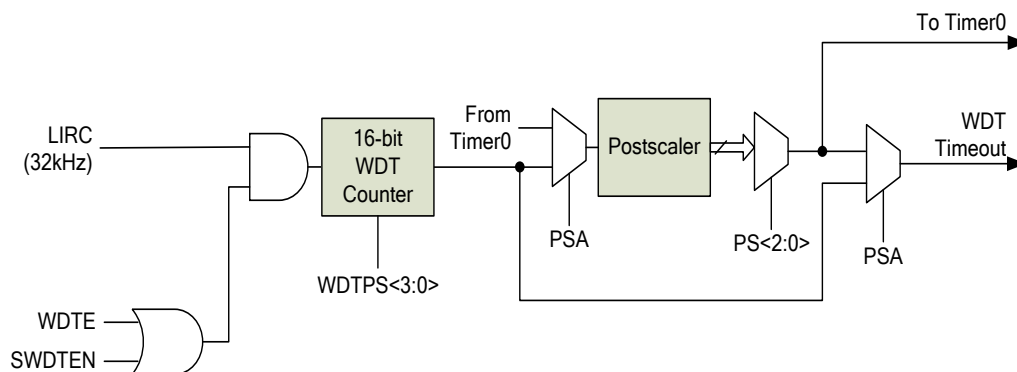 To Timer0
From
Timer0
LIRC
(32kHz)
16-bit
WDT
Counter
Postscaler
WDT
Timeout
PSA
PS<2:0>
PSA
WDTPS<3:0>
WDTE
SWDTEN